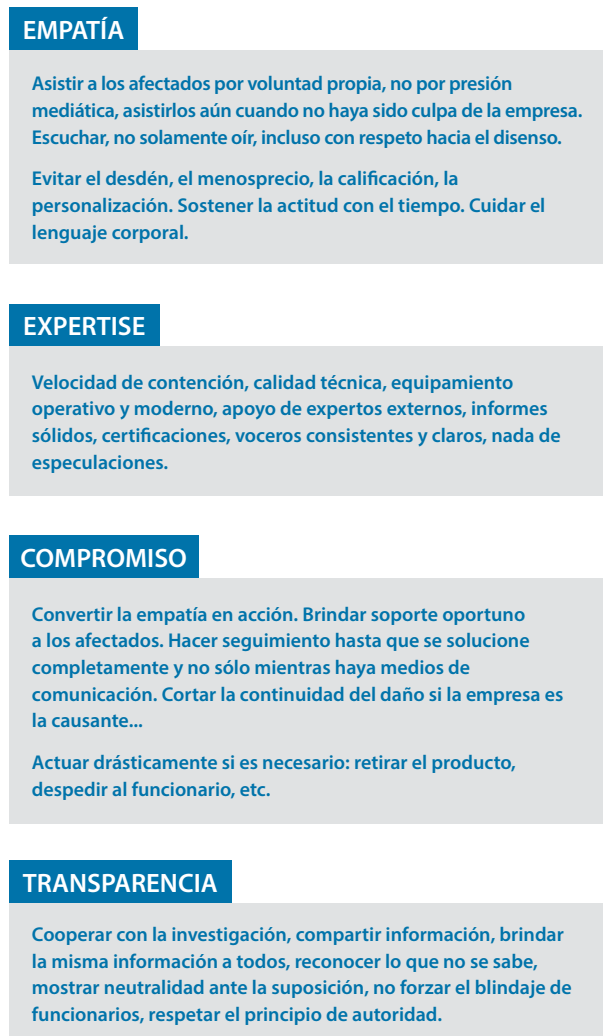 EMPATÍA
Asistir a los afectados por voluntad propia, no por presión
mediática, asistirlos aún cuando no haya sido culpa de la empresa.
Escuchar, no solamente oír, incluso con respeto hacia el disenso.
Evitar el desdén, el menosprecio, la calificación, la
personalización. Sostener la actitud con el tiempo. Cuidar el
lenguaje corporal.
EXPERTISE
Velocidad de contención, calidad técnica, equipamiento
operativo y moderno, apoyo de expertos externos, informes
sólidos, certificaciones, voceros consistentes y claros, nada de
especulaciones.
COMPROMISO
Convertir la empatía en acción. Brindar soporte oportuno
a los afectados. Hacer seguimiento hasta que se solucione
completamente y no sólo mientras haya medios de
comunicación. Cortar la continuidad del daño si la empresa es
la causante...
Actuar drásticamente si es necesario: retirar el producto,
despedir al funcionario, etc.
TRANSPARENCIA
Cooperar con la investigación, compartir información, brindar
la misma información a todos, reconocer lo que no se sabe,
mostrar neutralidad ante la suposición, no forzar el blindaje de
funcionarios, respetar el principio de autoridad.